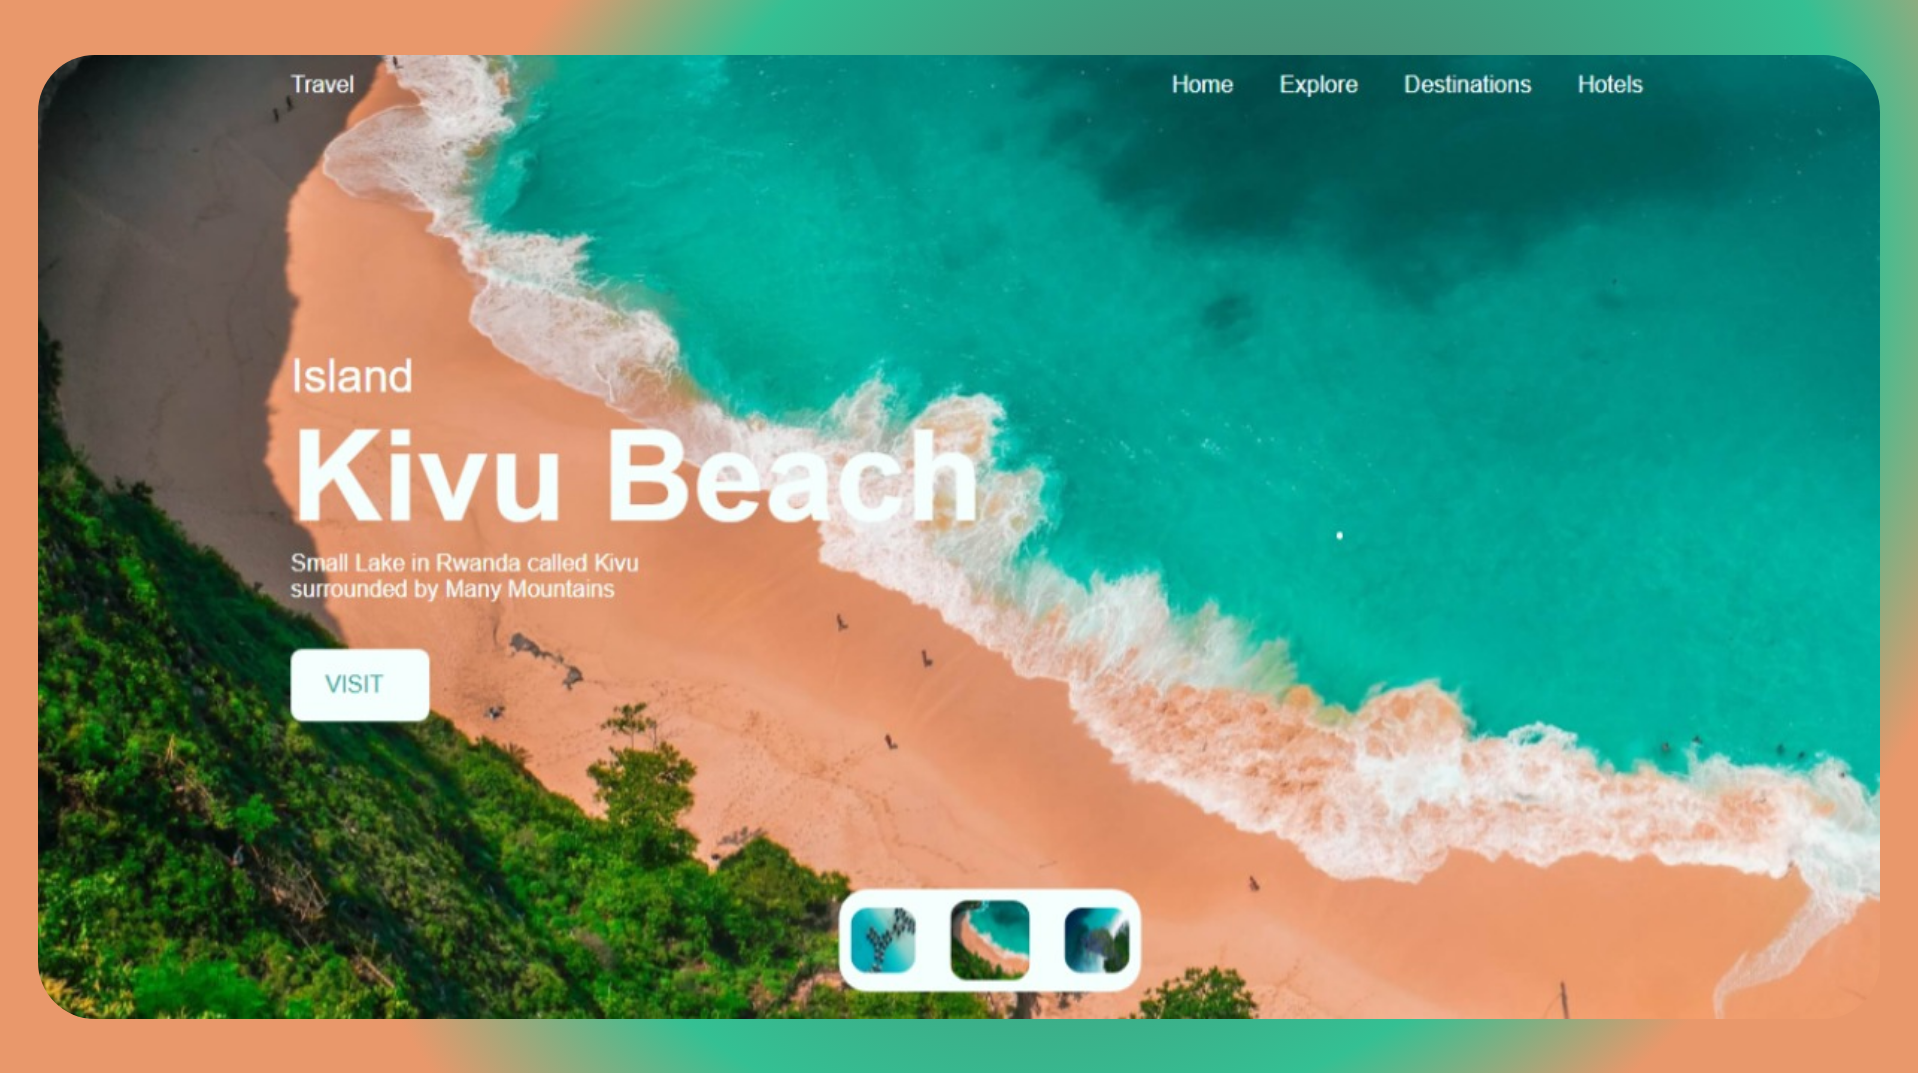 Travel
Home
Explore
Destinations
Hotels
Island
Kivu Beach
Small Lake in Rwanda called Kivu
surrounded by Many Mountains
VISIT